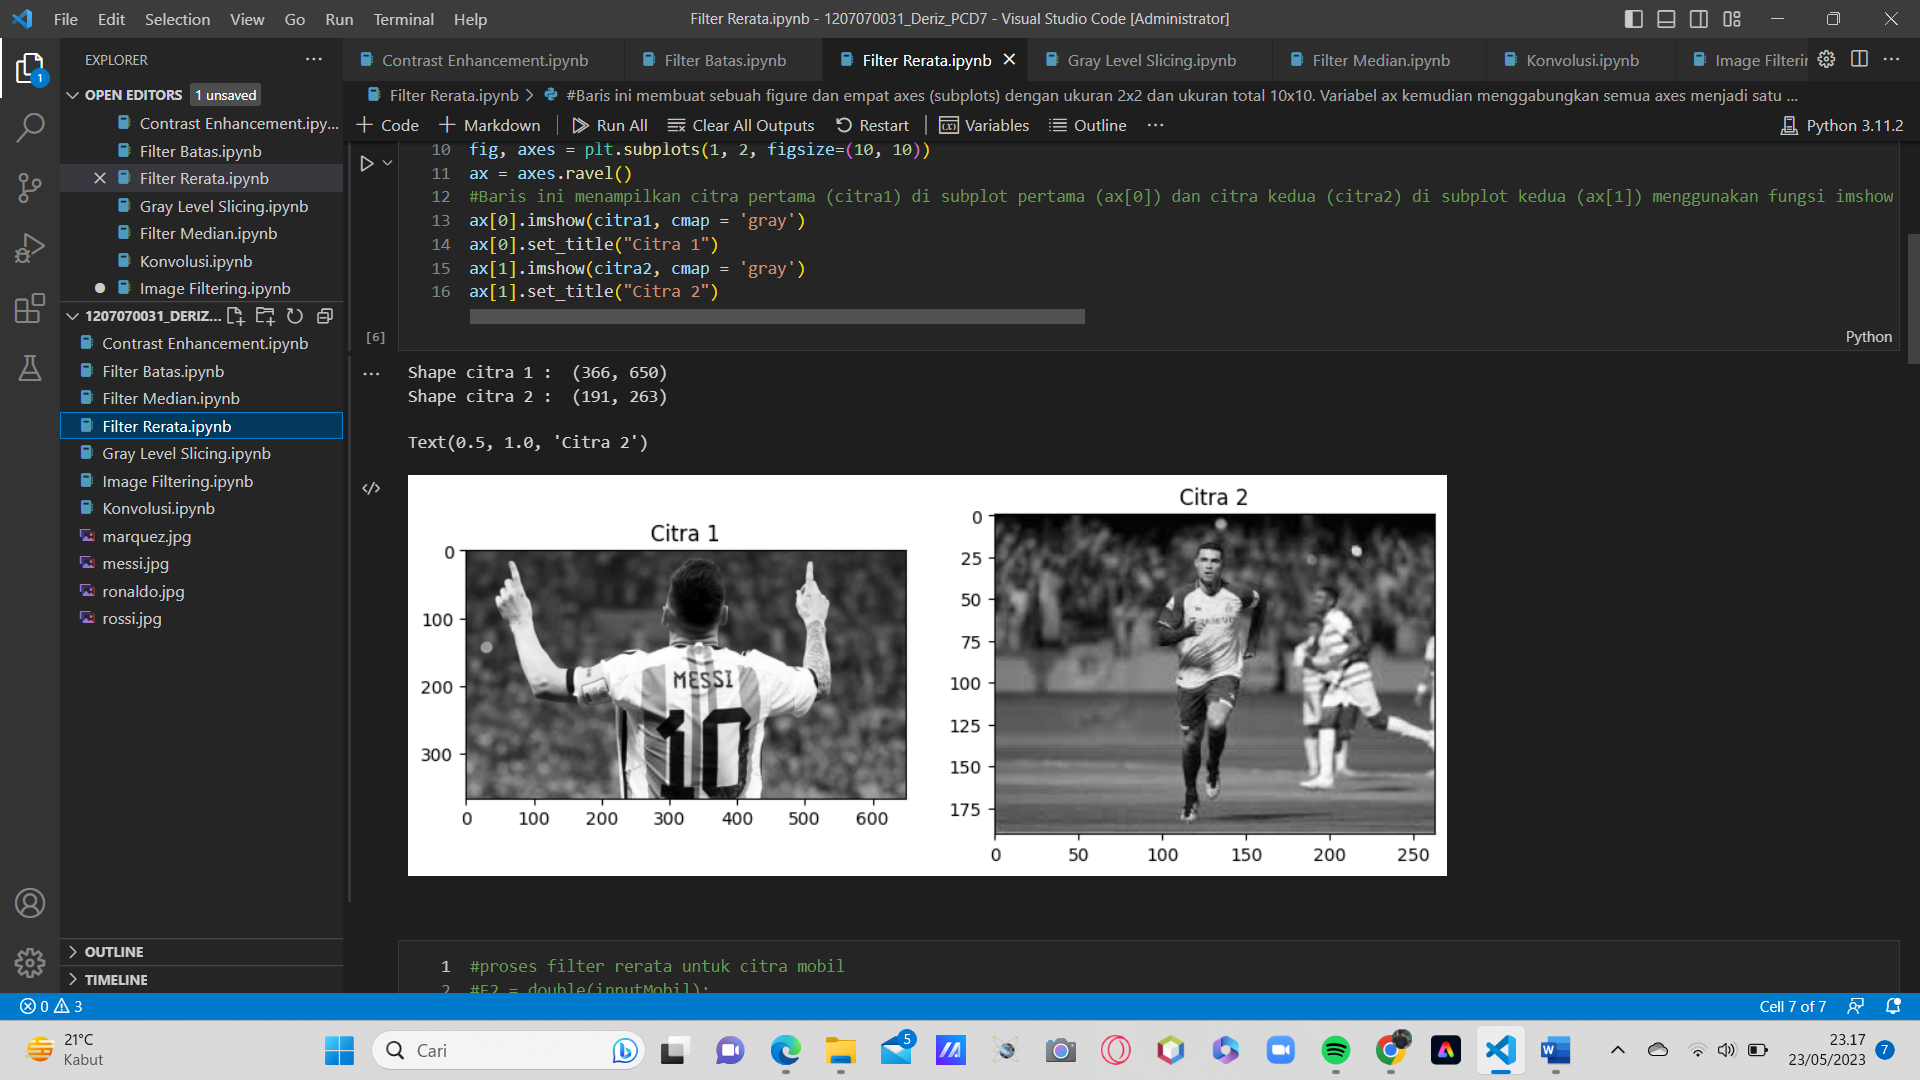 File Edit Selection View Go Run Terminal Help
Filter Rerata.ipynb - 1207070031_Deriz_PCD7 - Visual Studio Code [Administrator]
EXPLORER
Contrast Enhancement.ipynb
Filter Batas.ipynb
Filter Rerata.ipynb
Gray Level Slicing.ipynb
Filter Median.ipynb
Konvolusi.ipynb
Image Filterin
OPEN EDITORS 1 unsaved
Contrast Enhancement.ipy...
Filter Batas.ipynb
Filter Rerata.ipynb
Gray Level Slicing.ipynb
Filter Median.ipynb
Konvolusi.ipynb
Image Filtering.ipynb
1207070031_DERIZ...
Contrast Enhancement.ipynb
Filter Batas.ipynb
Filter Median.ipynb
Filter Rerata.ipynb
Gray Level Slicing.ipynb
Image Filtering.ipynb
Konvolusi.ipynb
marquez.jpg
messi.jpg
ronaldo.jpg
rossi.jpg
OUTLINE
TIMELINE
Filter Rerata.ipynb > #Baris ini membuat sebuah figure dan empat axes (subplots) dengan ukuran 2x2 dan ukuran total 10x10. Variabel ax kemudian menggabungkan semua axes menjadi satu ...
+ Code + Markdown Run All Clear All Outputs Restart Variables Outline ... Python 3.11.2
10 fig, axes = plt.subplots(1, 2, figsize=(10, 10))
11 ax = axes.ravel()
12 #Baris ini menampilkan citra pertama (citra1) di subplot pertama (ax[0]) dan citra kedua (citra2) di subplot kedua (ax[1]) menggunakan fungsi imshow
13 ax[0].imshow(citra1, cmap = 'gray')
14 ax[0].set_title("Citra 1")
15 ax[1].imshow(citra2, cmap = 'gray')
16 ax[1].set_title("Citra 2")
[6]
Python
Shape citra 1 :  (366, 650)
Shape citra 2 :  (191, 263)
Text(0.5, 1.0, 'Citra 2')
Citra 1
0
100
200
300
MESSI
10
0 100 200 300 400 500 600
Citra 2
0
25
50
75
100
125
150
175
0 50 100 150 200 250
1 #proses filter rerata untuk citra mobil
2 #F2 = double(inputMobil);
0 3
Cell 7 of 7
21°C
Kabut
Cari
5
23.17
23/05/2023
7
1